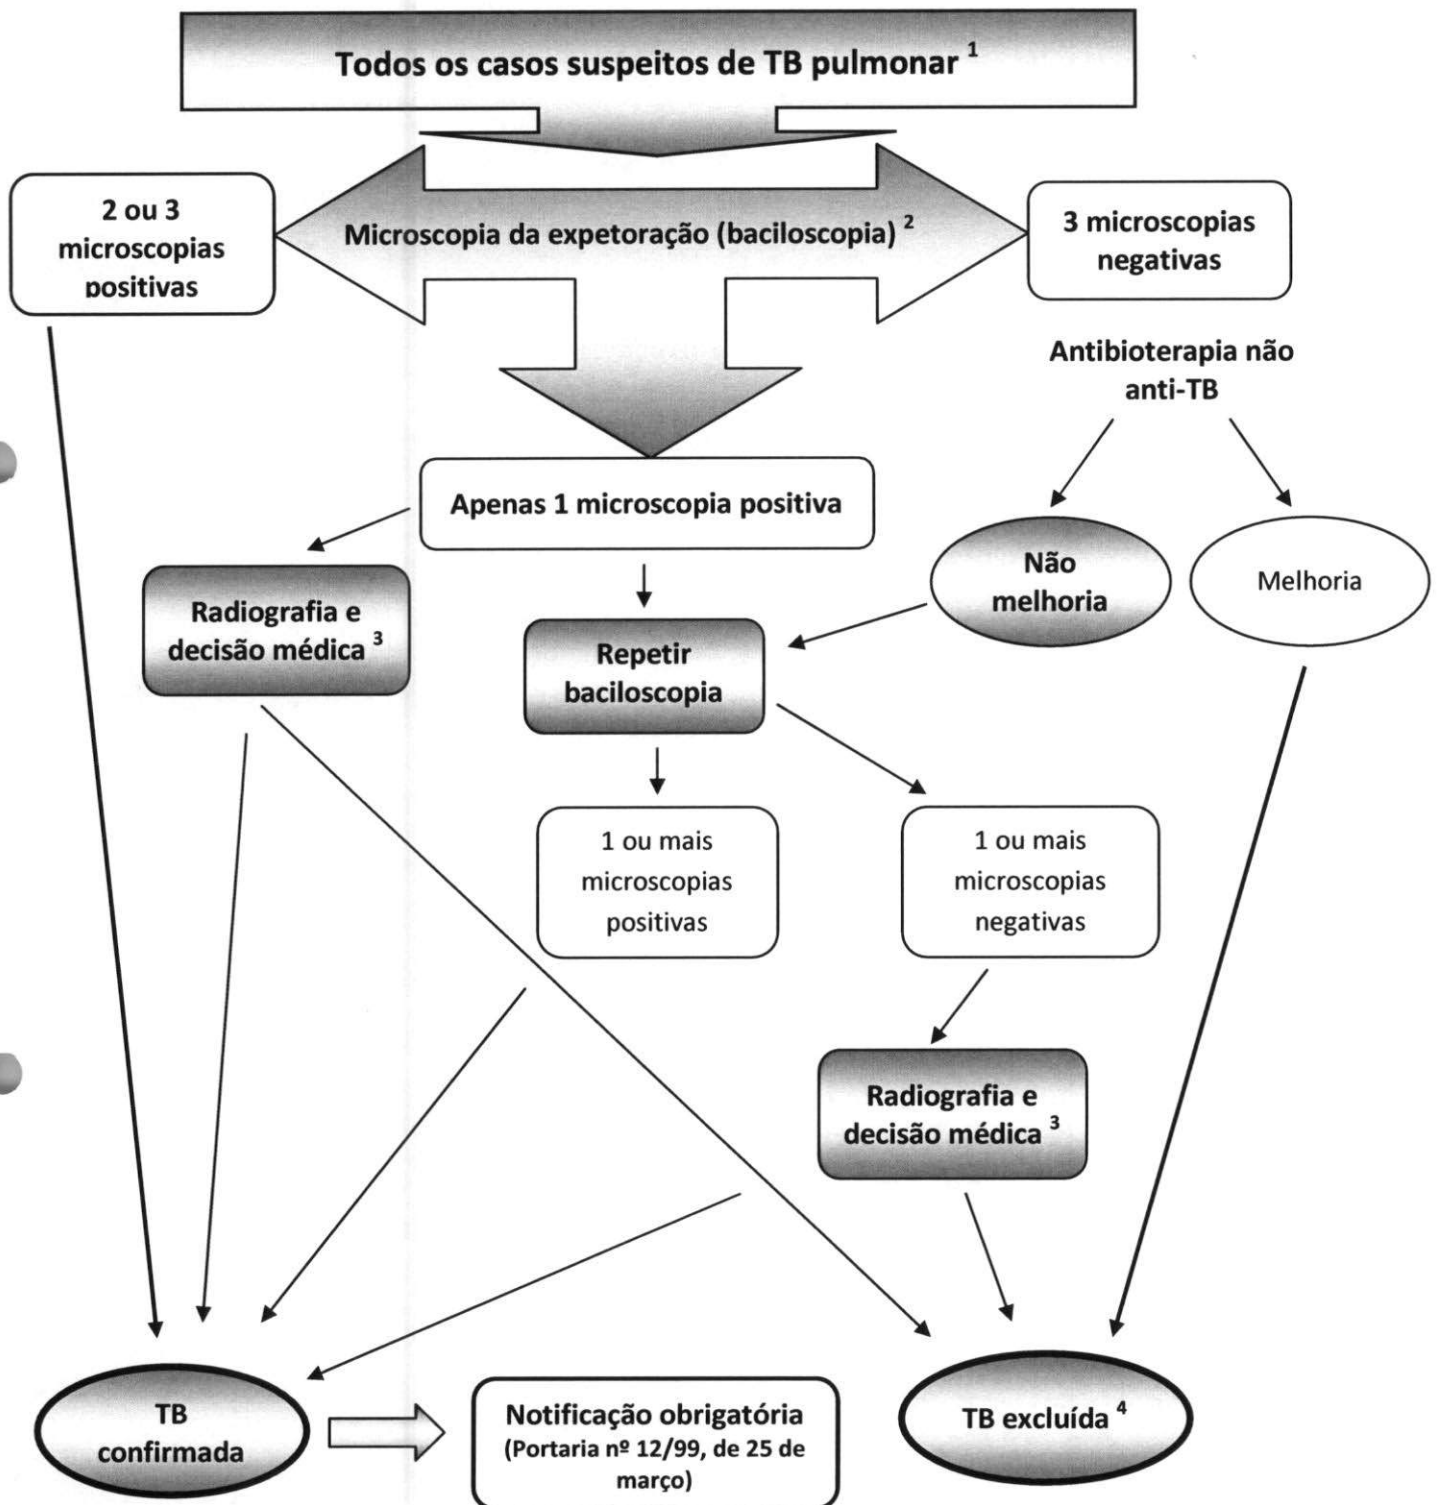 Todos os casos suspeitos de TB pulmonar 1
2 ou 3
microscopias
positivas
Microscopia da expetoração (baciloscopia) 2
3 microscopias
negativas
Antibioterapia não
anti-TB
Apenas 1 microscopia positiva
Não
melhoria
Melhoria
Radiografia e
decisão médica 3
Repetir
baciloscopia
1 ou mais
microscopias
positivas
1 ou mais
microscopias
negativas
Radiografia e
decisão médica 3
TB
confirmada
Notificação obrigatória
(Portaria nº 12/99, de 25 de
março)
TB excluída 4